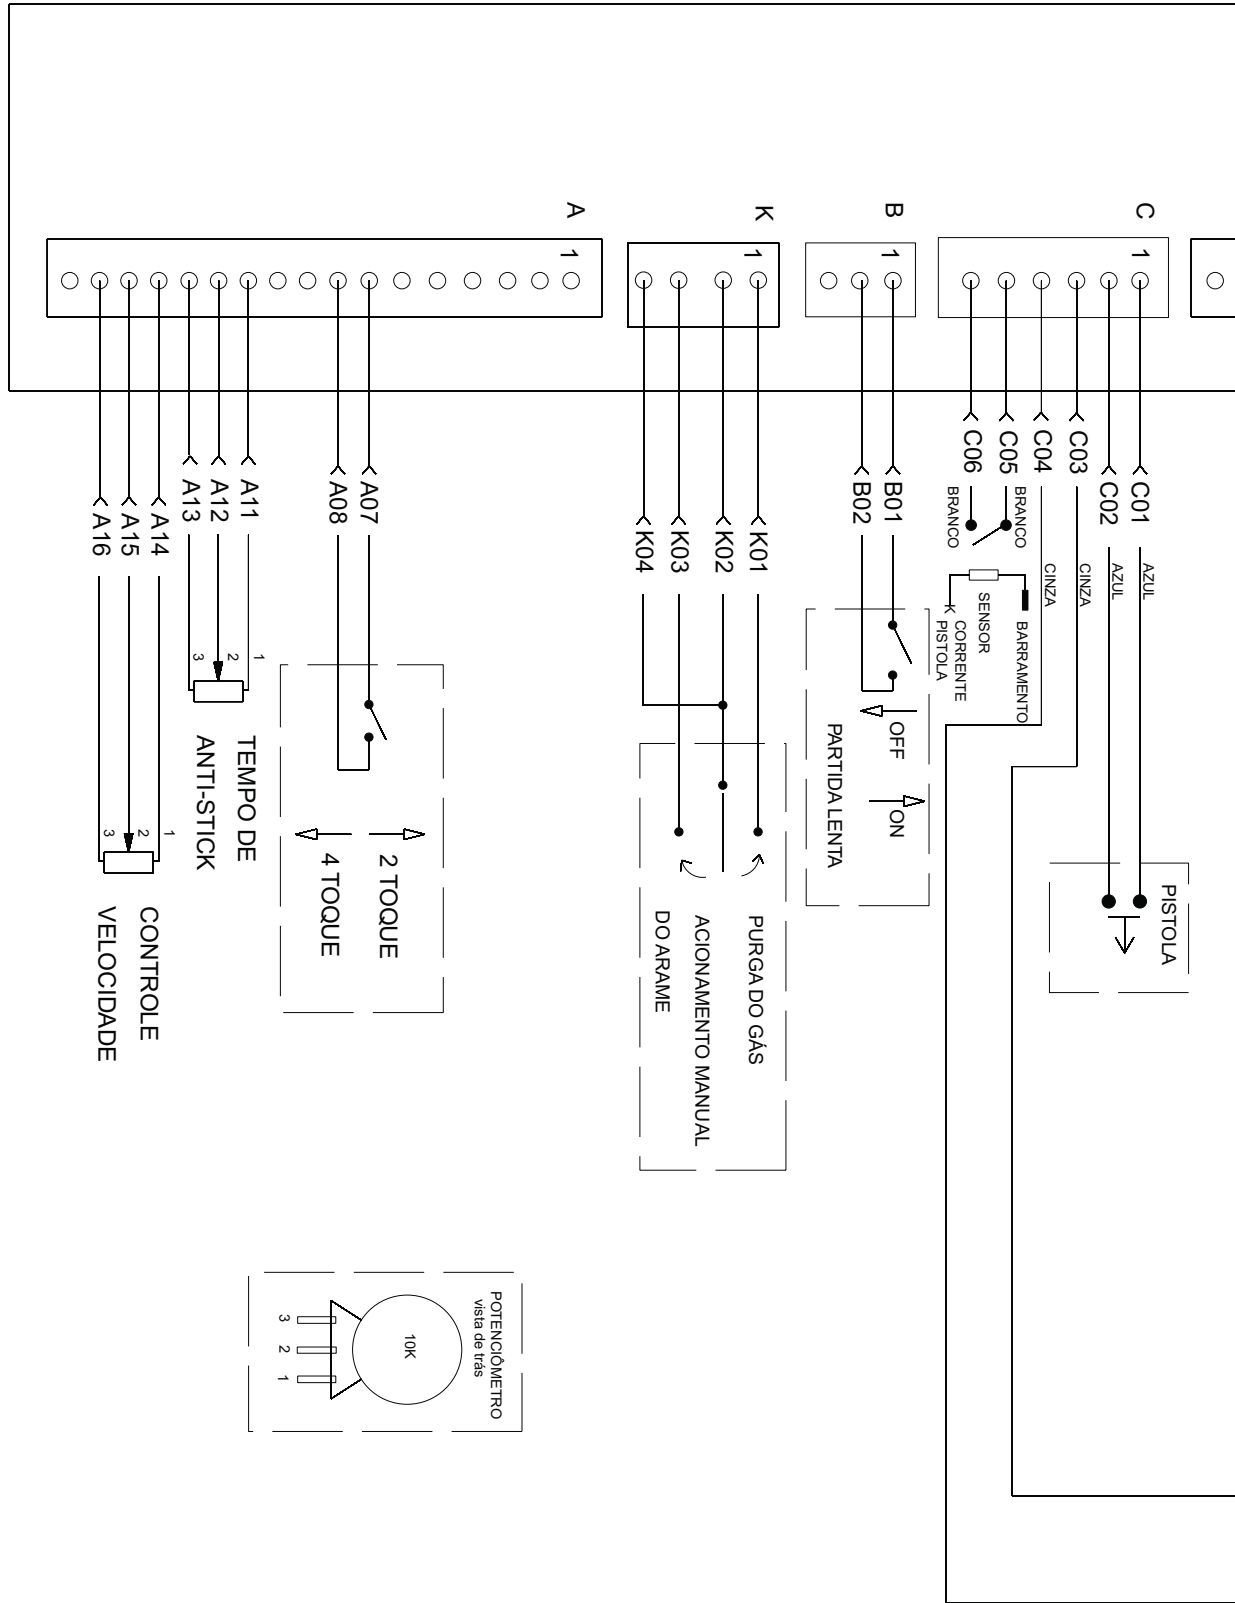 C
1
C01
C02
C03
C04
C05
C06
AZUL
AZUL
CINZA
CINZA
BRANCO
BRANCO
BARRAMENTO
SENSOR
CORRENTE
PISTOLA
K
PISTOLA
B
1
B01
B02
OFF
ON
PARTIDA LENTA
K
1
K01
K02
K03
K04
PURGA DO GÁS
ACIONAMENTO MANUAL
DO ARAME
A
1
A07
A08
2 TOQUE
4 TOQUE
A11
A12
A13
1
2
3
TEMPO DE
ANTI-STICK
A14
A15
A16
1
2
3
CONTROLE
VELOCIDADE
POTENCIÔMETRO
vista de trás
10K
1
2
3